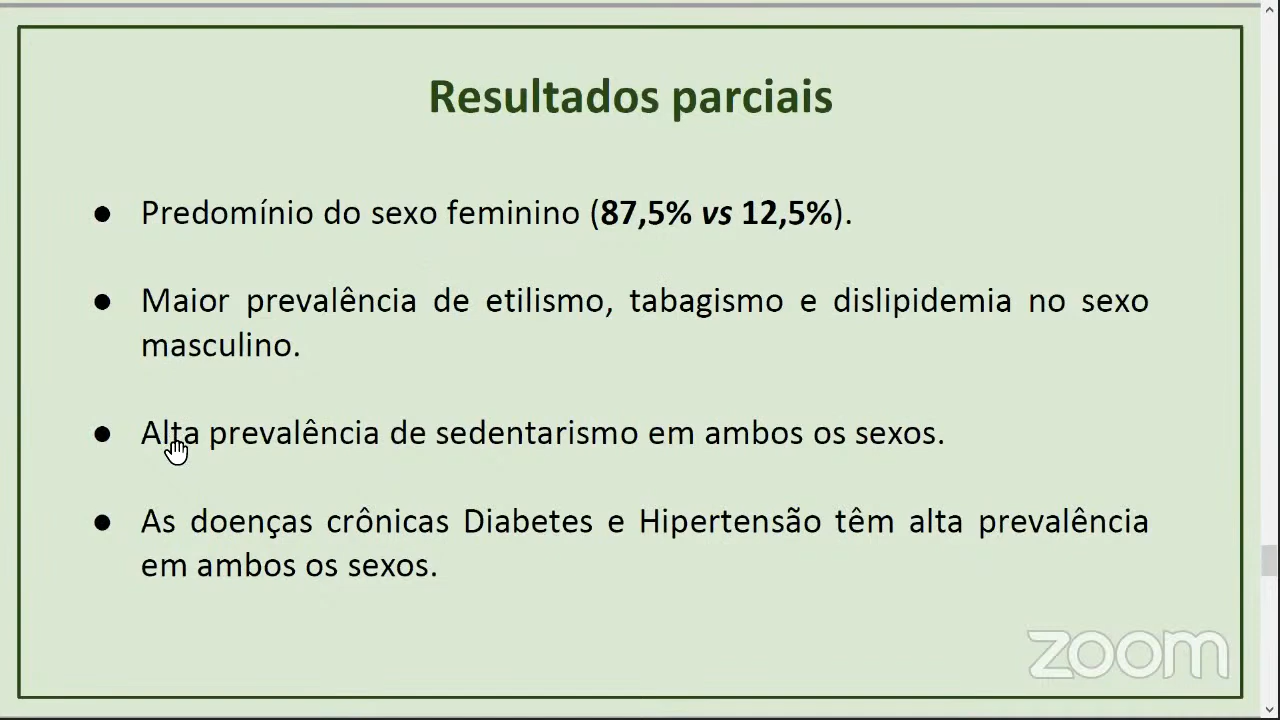 Resultados parciais
● Predomínio do sexo feminino (87,5% vs 12,5%).
● Maior prevalência de etilismo, tabagismo e dislipidemia no sexo
masculino.
● Alta prevalência de sedentarismo em ambos os sexos.
● As doenças crônicas Diabetes e Hipertensão têm alta prevalência
em ambos os sexos.
zoom